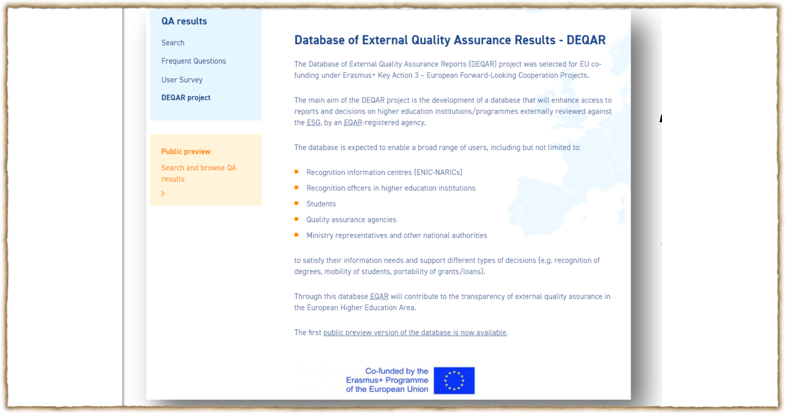 QA results
Search
Frequent Questions
User Survey
DEQAR project
Public preview
Search and browse QA
results
Database of External Quality Assurance Results - DEQAR
The Database of External Quality Assurance Reports (DEQAR) project was selected for EU co-
funding under Erasmus+ Key Action 3 – European Forward-Looking Cooperation Projects.
The main aim of the DEQAR project is the development of a database that will enhance access to
reports and decisions on higher education institutions/programmes externally reviewed against
the ESG, by an EQAR-registered agency.
The database is expected to enable a broad range of users, including but not limited to:
Recognition information centres (ENIC-NARICs)
Recognition officers in higher education institutions
Students
Quality assurance agencies
Ministry representatives and other national authorities
to satisfy their information needs and support different types of decisions (e.g. recognition of
degrees, mobility of students, portability of grants/loans).
Through this database EQAR will contribute to the transparency of external quality assurance in
the European Higher Education Area.
The first public preview version of the database is now available.
Co-funded by the
Erasmus+ Programme
of the European Union